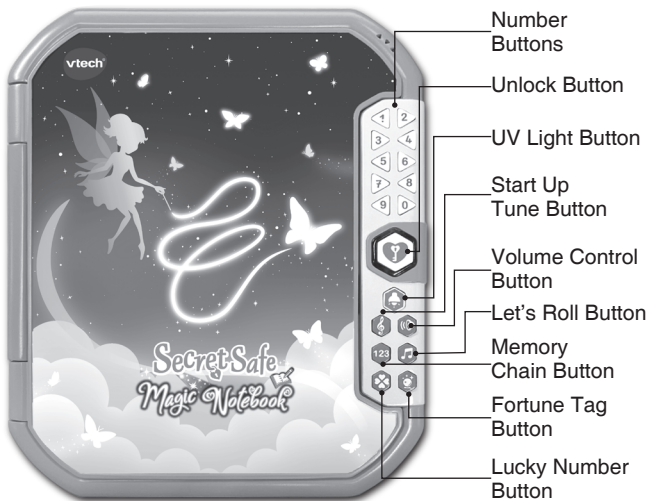 Number
Buttons
vtech®
Unlock Button
1 2
3 4
UV Light Button
5 6
7 8
Start Up
Tune Button
9 0
Volume Control
Button
Let's Roll Button
123
Secret Safe
Magic Notebook
Memory
Chain Button
Fortune Tag
Button
Lucky Number
Button